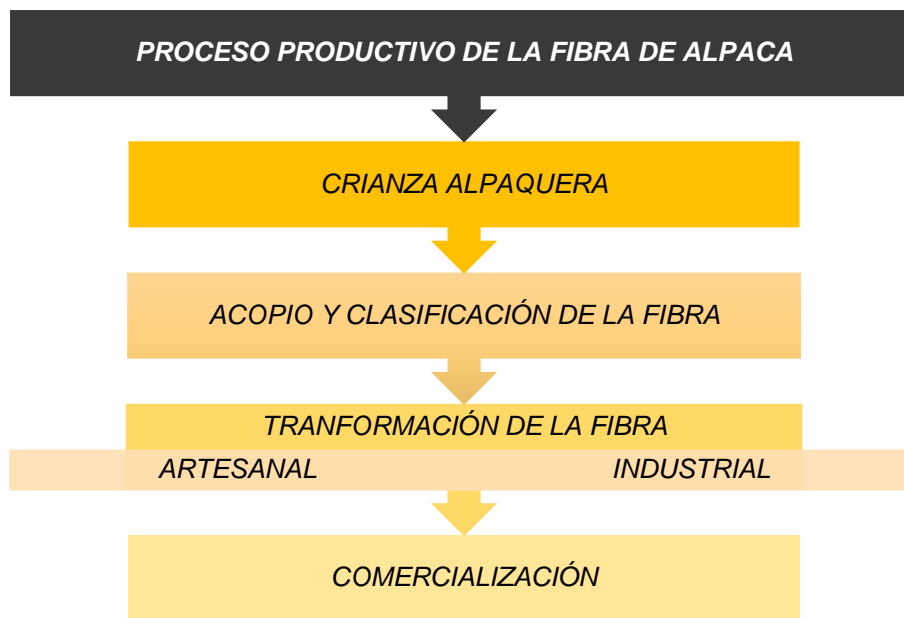 PROCESO PRODUCTIVO DE LA FIBRA DE ALPACA
CRIANZA ALPAQUERA
ACOPIO Y CLASIFICACIÓN DE LA FIBRA
TRANFORMACIÓN DE LA FIBRA
ARTESANAL INDUSTRIAL
COMERCIALIZACIÓN